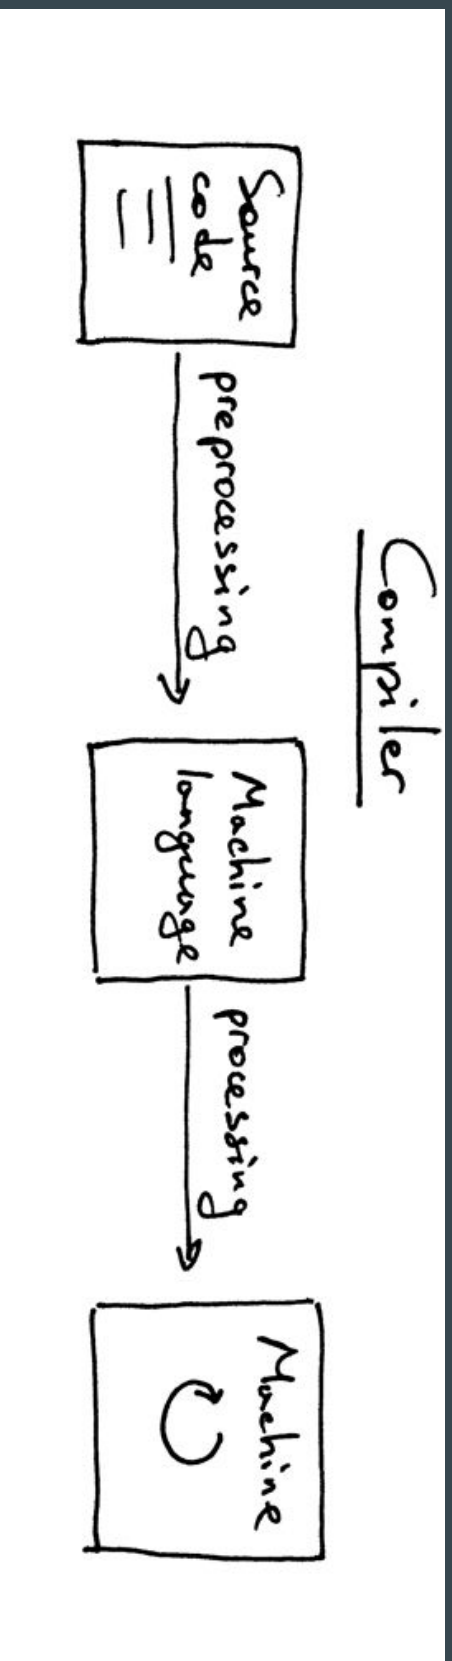 Compiler
Source
code
preprocessing
Machine
language
processing
Machine